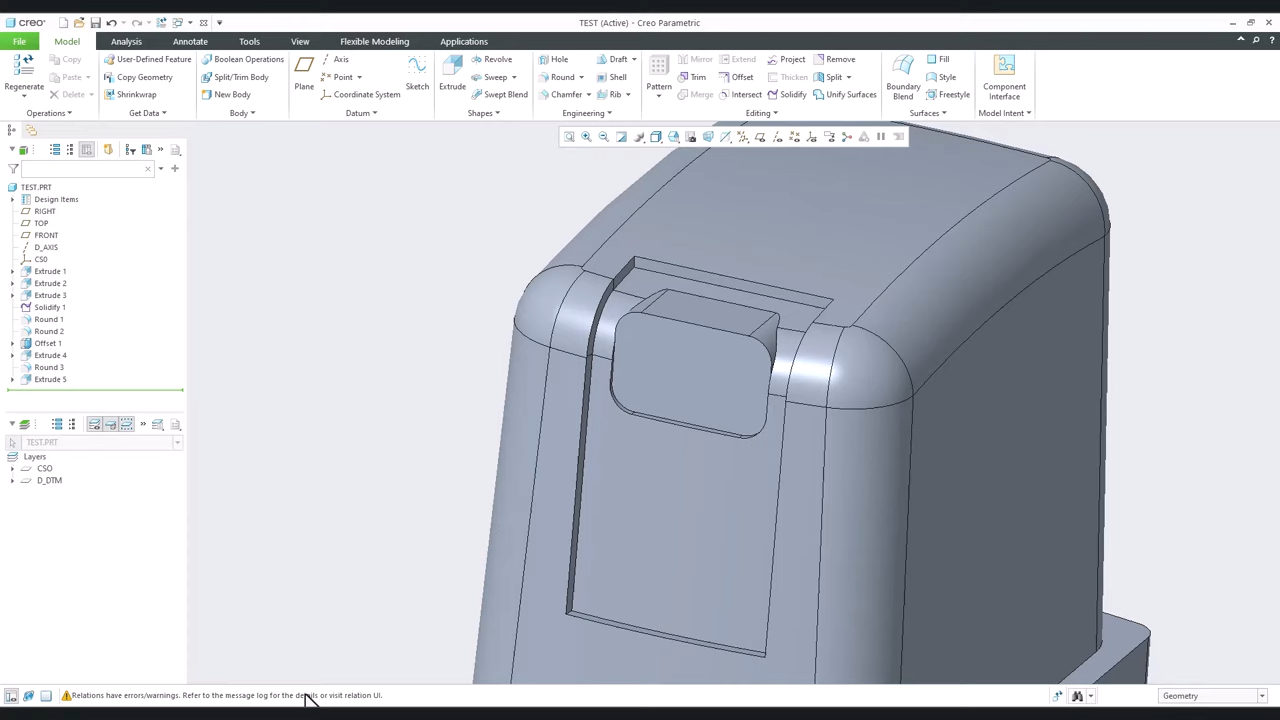 creo
TEST (Active) - Creo Parametric
File Model Analysis Annotate Tools View Flexible Modeling Applications
Regenerate
Copy
Paste
Delete
Operations
User-Defined Feature
Copy Geometry
Shrinkwrap
Get Data
Boolean Operations
Split/Trim Body
New Body
Body
Plane
Axis
Point
Coordinate System
Sketch
Datum
Extrude
Revolve
Sweep
Swept Blend
Shapes
Hole
Round
Chamfer
Draft
Shell
Rib
Engineering
Pattern
Mirror
Trim
Merge
Extend
Offset
Intersect
Project
Thicken
Solidify
Remove
Split
Unify Surfaces
Editing
Boundary
Blend
Fill
Style
Freestyle
Surfaces
Component
Interface
Model Intent
TEST.PRT
Design Items
RIGHT
TOP
FRONT
D_AXIS
CS0
Extrude 1
Extrude 2
Extrude 3
Solidify 1
Round 1
Round 2
Offset 1
Extrude 4
Round 3
Extrude 5
TEST.PRT
Layers
CSO
D_DTM
Relations have errors/warnings. Refer to the message log for the details or visit relation UI.
Geometry